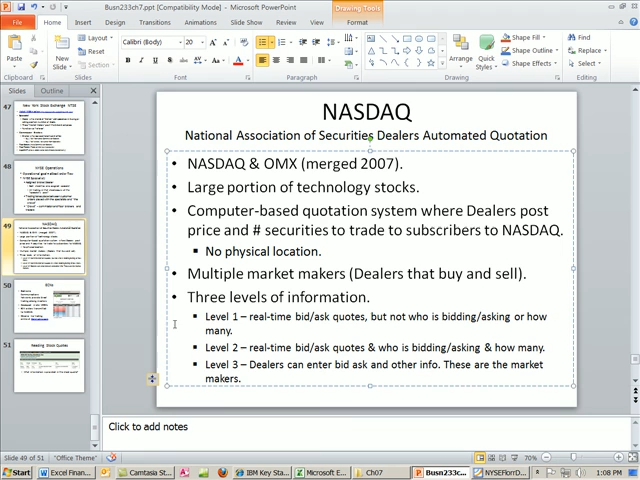 Busn233ch7.ppt [Compatibility Mode] - Microsoft PowerPoint
Drawing Tools
File Home Insert Design Transitions Animations Slide Show Review View Format
Paste
New Slide
Layout
Reset
Section
Calibri (Body) 20
Arrange
Quick Styles
Shape Fill
Shape Outline
Shape Effects
Find
Replace
Select
Clipboard Slides Font Paragraph Drawing Editing
Slides Outline
47
48
49
50
51
Reading Stock Quotes
NASDAQ
National Association of Securities Dealers Automated Quotation
• NASDAQ & OMX (merged 2007).
• Large portion of technology stocks.
• Computer-based quotation system where Dealers post
price and # securities to trade to subscribers to NASDAQ.
▪ No physical location.
• Multiple market makers (Dealers that buy and sell).
• Three levels of information.
▪ Level 1 – real-time bid/ask quotes, but not who is bidding/asking or how
many.
▪ Level 2 – real-time bid/ask quotes & who is bidding/asking & how many.
▪ Level 3 – Dealers can enter bid ask and other info. These are the market
makers.
Click to add notes
Slide 49 of 51 "Office Theme" 70%
Start Excel Finan... Camtasia St... IBM Key Sta... Microsoft E... Ch07 Busn233c... NYSEFlorrD... 1:08 PM